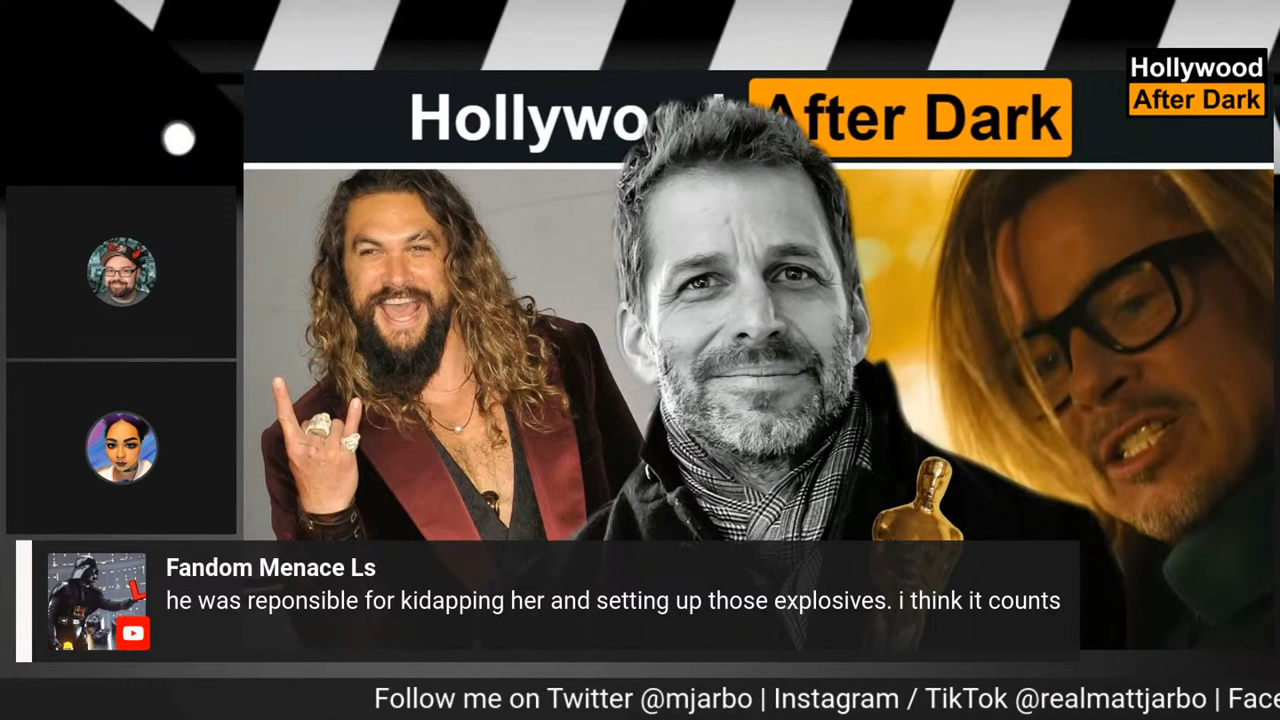 Hollywood
After Dark
Hollywo After Dark
Fandom Menace Ls
he was reponsible for kidapping her and setting up those explosives. i think it counts
L
Follow me on Twitter @mjarbo | Instagram / TikTok @realmattjarbo | Face